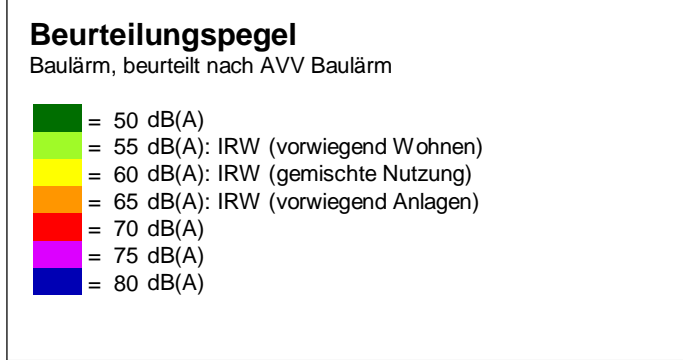 Beurteilungspegel
Baulärm, beurteilt nach AVV Baulärm
= 50 dB(A)
= 55 dB(A): IRW (vorwiegend Wohnen)
= 60 dB(A): IRW (gemischte Nutzung)
= 65 dB(A): IRW (vorwiegend Anlagen)
= 70 dB(A)
= 75 dB(A)
= 80 dB(A)